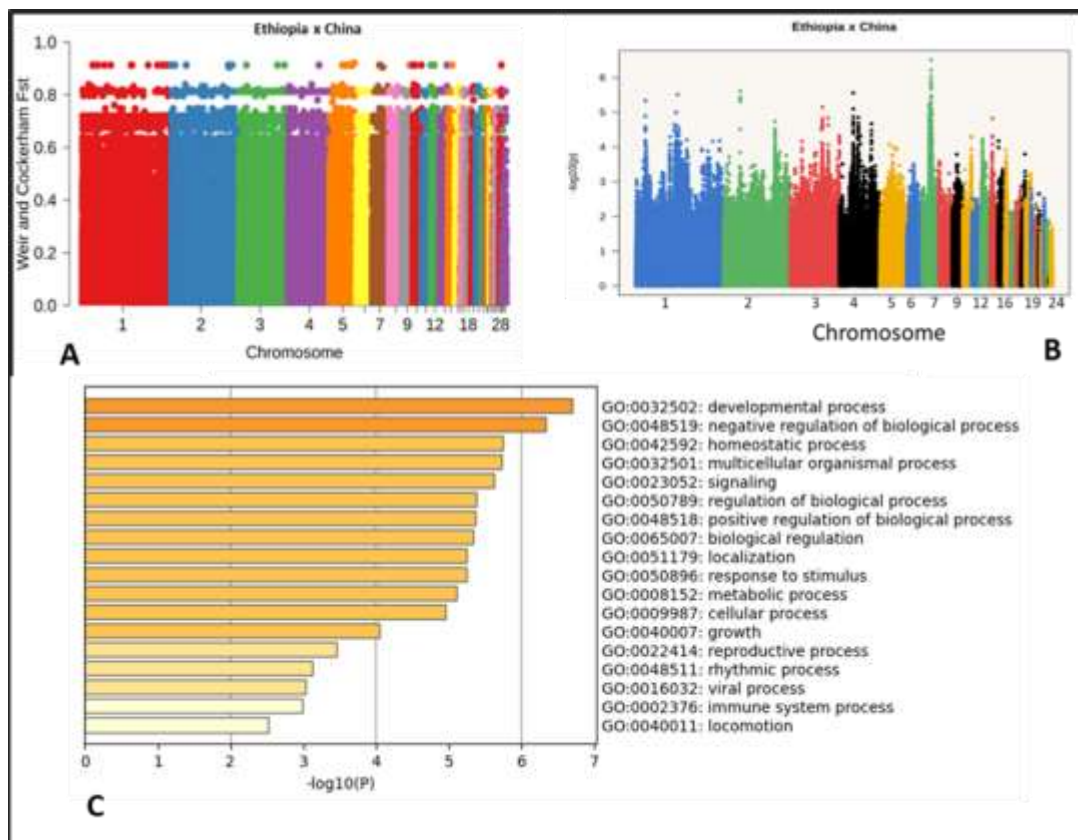 Ethiopia x China
1.0
0.8
0.6
0.4
0.2
0.0
Weir and Cockerham Fst
1 2 3 4 5 7 9 12 18 28
Chromosome
A
Ethiopia x China
6
5
4
3
2
1
0
1 2 3 4 5 6 7 9 12 16 19 24
Chromosome
B
GO:0032502: developmental process
GO:0048519: negative regulation of biological process
GO:0042592: homeostatic process
GO:0032501: multicellular organismal process
GO:0023052: signaling
GO:0050789: regulation of biological process
GO:0048518: positive regulation of biological process
GO:0065007: biological regulation
GO:0051179: localization
GO:0050896: response to stimulus
GO:0008152: metabolic process
GO:0009987: cellular process
GO:0040007: growth
GO:0022414: reproductive process
GO:0048511: rhythmic process
GO:0016032: viral process
GO:0002376: immune system process
GO:0040011: locomotion
0 1 2 3 4 5 6 7
-log10(P)
C